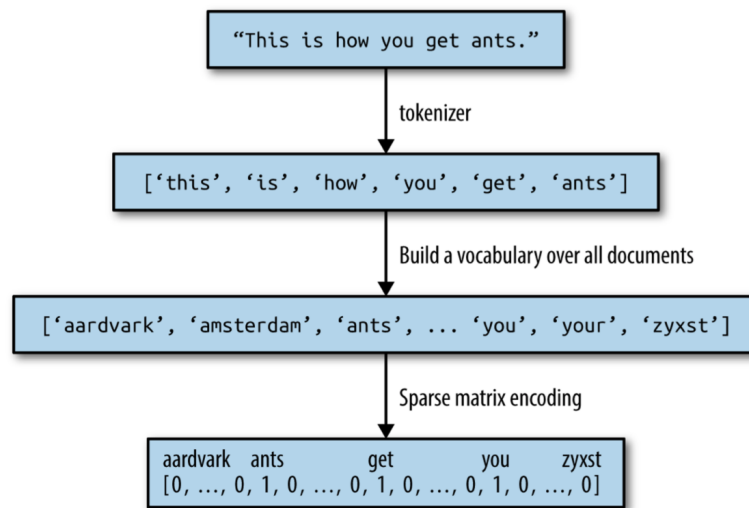 “This is how you get ants.”
tokenizer
[‘this’, ‘is’, ‘how’, ‘you’, ‘get’, ‘ants’]
Build a vocabulary over all documents
[‘aardvark’, ‘amsterdam’, ‘ants’, ... ‘you’, ‘your’, ‘zyxst’]
Sparse matrix encoding
aardvark ants get you zyxst
[0, …, 0, 1, 0, …, 0, 1, 0, …, 0, 1, 0, …, 0]